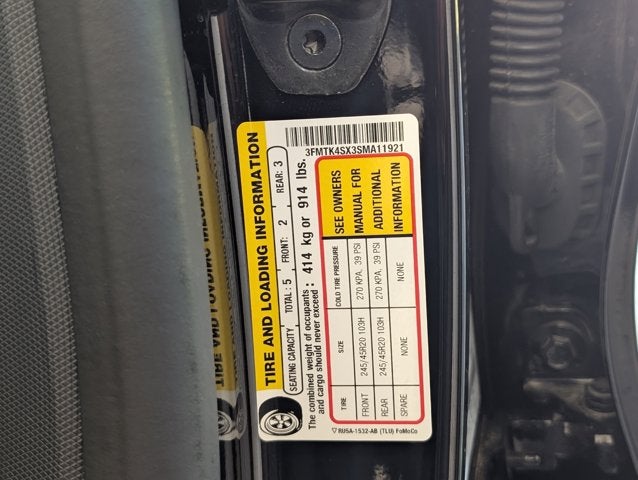 TIRE AND LOADING INFORMATION
SEATING CAPACITY TOTAL: 5 FRONT: 2 REAR: 3
The combined weight of occupants and cargo should never exceed: 414 kg or 914 lbs.
TIRE SIZE COLD TIRE PRESSURE
FRONT 245/45R20 103H 270 KPA, 39 PSI
REAR 245/45R20 103H 270 KPA, 39 PSI
SPARE NONE NONE
SEE OWNERS
MANUAL FOR
ADDITIONAL
INFORMATION
RU5A-1532-AB (TLU) FoMoCo
3FMTK4SX3SMA11921